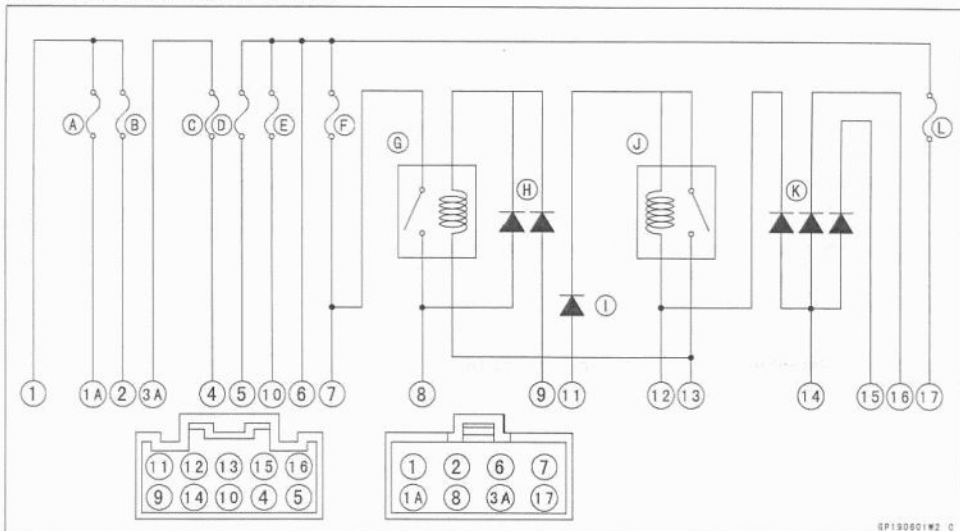 A B C D E F L
G H J K
I
1 1A 2 3A 4 5 10 6 7 8 9 11 12 13 14 15 16 17
11 12 13 15 16
9 14 10 4 5
1 2 6 7
1A 8 3A 17
GP190601W2 C